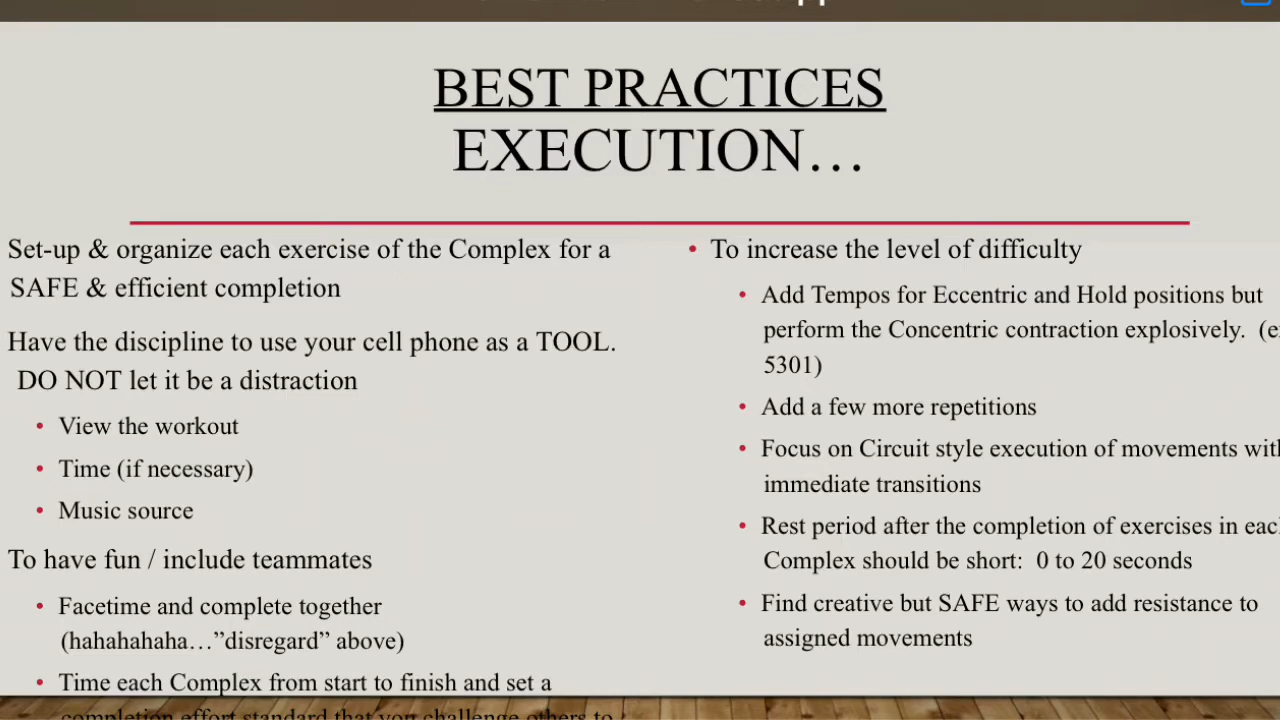 BEST PRACTICES
EXECUTION…
Set-up & organize each exercise of the Complex for a
SAFE & efficient completion
Have the discipline to use your cell phone as a TOOL.
DO NOT let it be a distraction
• View the workout
• Time (if necessary)
• Music source
To have fun / include teammates
• Facetime and complete together
(hahahahaha…”disregard” above)
• Time each Complex from start to finish and set a
completion effort standard that you challenge others to
• To increase the level of difficulty
• Add Tempos for Eccentric and Hold positions but
perform the Concentric contraction explosively.
5301)
• Add a few more repetitions
• Focus on Circuit style execution of movements
immediate transitions
• Rest period after the completion of exercises in
Complex should be short: 0 to 20 seconds
• Find creative but SAFE ways to add resistance to
assigned movements